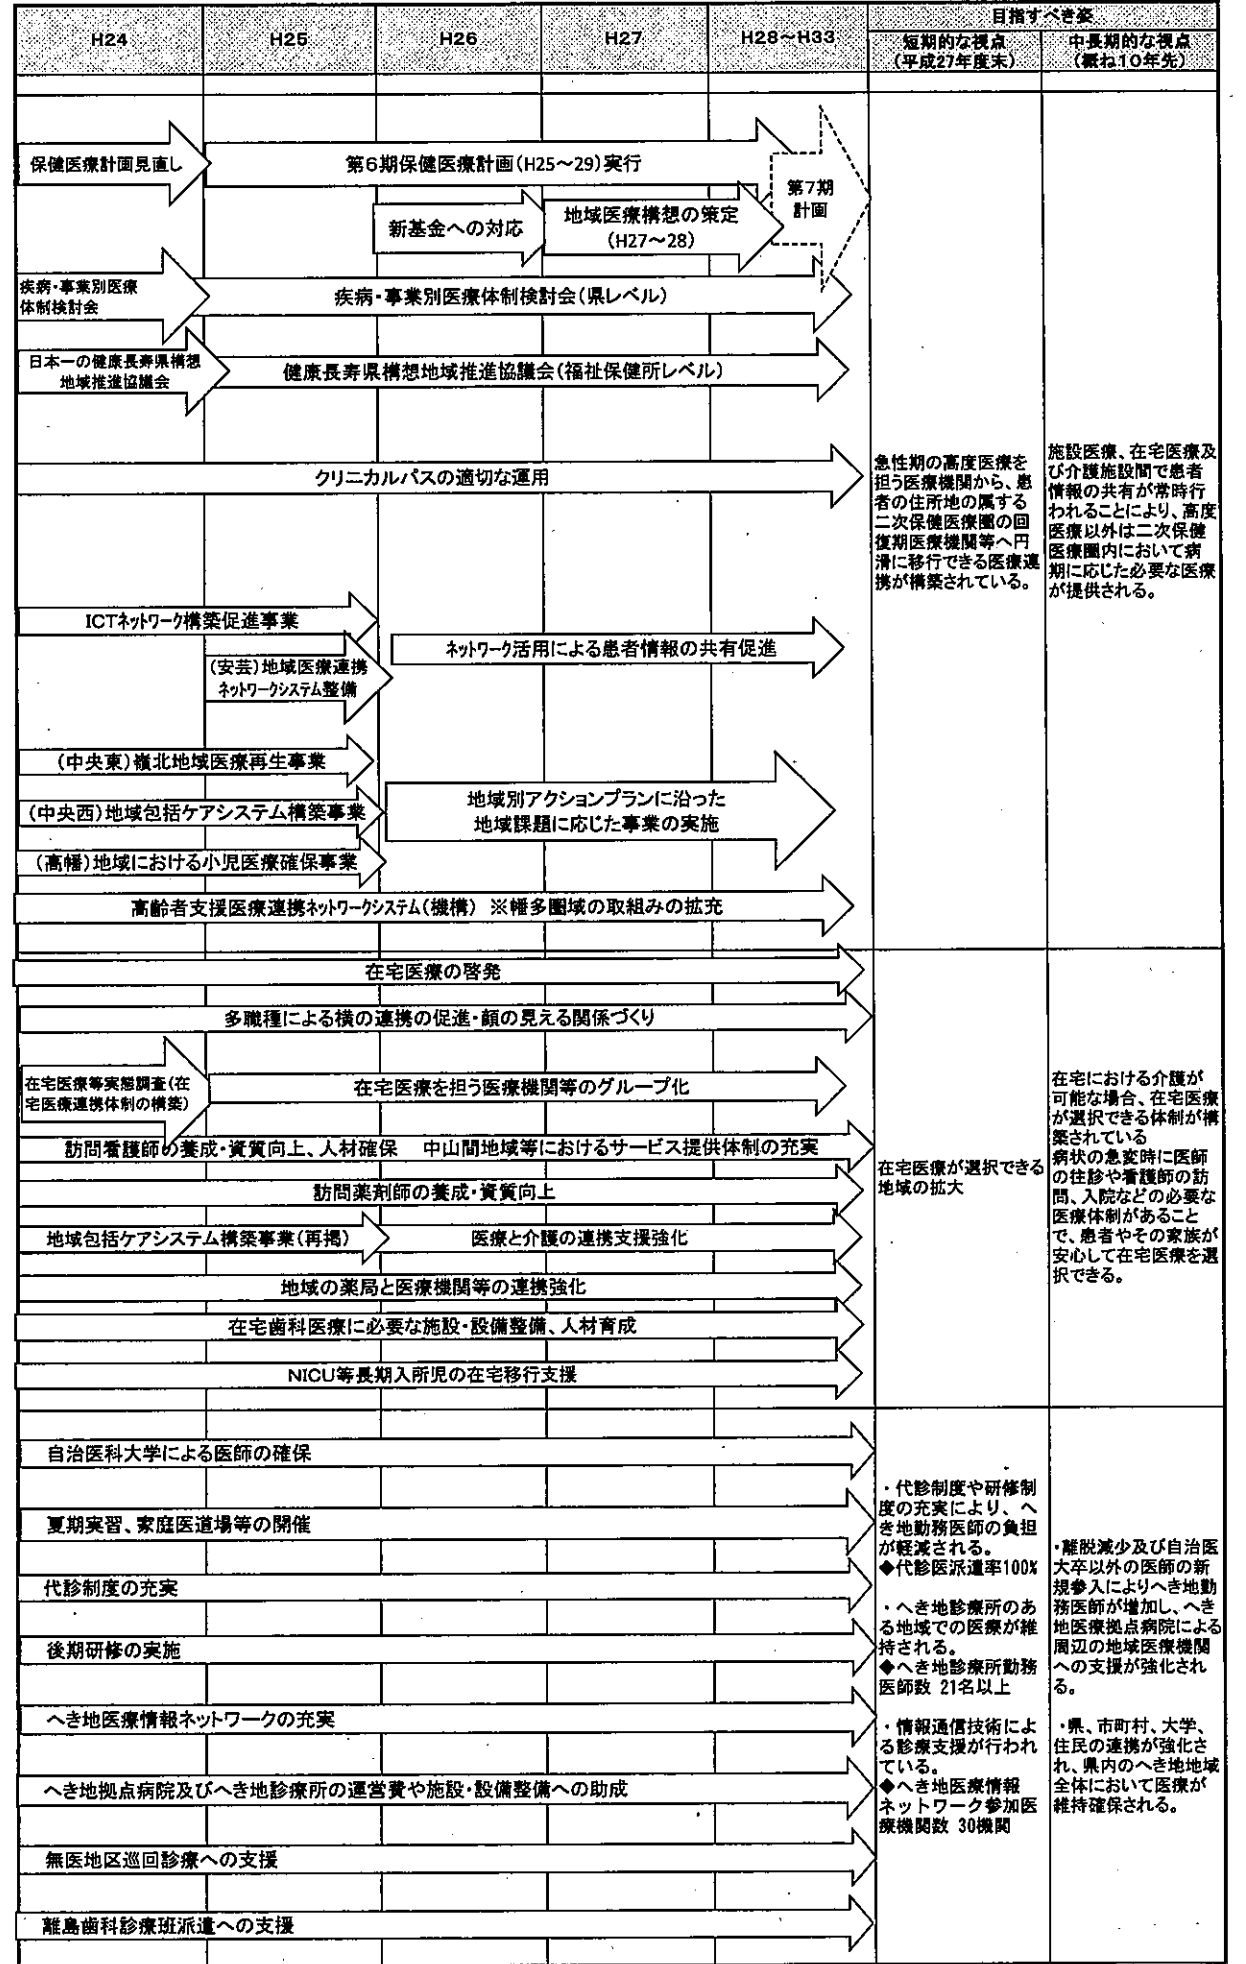 H24
H25
H26
H27
H28～H33
目指すべき姿
短期的な視点
（平成27年度末）
中長期的な視点
（概ね10年先）
保健医療計画見直し
第6期保健医療計画（H25～29）実行
第7期
計画
新基金への対応
地域医療構想の策定
（H27～28）
疾病・事業別医療
体制検討会
疾病・事業別医療体制検討会（県レベル）
日本一の健康長寿県構想
地域推進協議会
健康長寿県構想地域推進協議会（福祉保健所レベル）
クリニカルパスの適切な運用
ICTネットワーク構築促進事業
（安芸）地域医療連携
ネットワークシステム整備
ネットワーク活用による患者情報の共有促進
（中央東）嶺北地域医療再生事業
（中央西）地域包括ケアシステム構築事業
（高幡）地域における小児医療確保事業
地域別アクションプランに沿った
地域課題に応じた事業の実施
高齢者支援医療連携ネットワークシステム（機構）　※幡多圏域の取組みの拡充
急性期の高度医療を
担う医療機関から、患
者の住所地の属する
二次保健医療圏の回
復期医療機関等へ円
滑に移行できる医療連
携が構築されている。
施設医療、在宅医療及
び介護施設間で患者
情報の共有が常時行
われることにより、高度
医療以外は二次保健
医療圏内において病
期に応じた必要な医療
が提供される。
在宅医療の啓発
多職種による横の連携の促進・顔の見える関係づくり
在宅医療等実態調査（在
宅医療連携体制の構築）
在宅医療を担う医療機関等のグループ化
訪問看護師の養成・資質向上、人材確保　中山間地域等におけるサービス提供体制の充実
訪問薬剤師の養成・資質向上
地域包括ケアシステム構築事業（再掲）
医療と介護の連携支援強化
地域の薬局と医療機関等の連携強化
在宅歯科医療に必要な施設・設備整備、人材育成
NICU等長期入所児の在宅移行支援
在宅医療が選択できる
地域の拡大
在宅における介護が
可能な場合、在宅医療
が選択できる体制が構
築されている
病状の急変時に医師
の往診や看護師の訪
問、入院などの必要な
医療体制があること
で、患者やその家族が
安心して在宅医療を選
択できる。
自治医科大学による医師の確保
夏期実習、家庭医道場等の開催
代診制度の充実
後期研修の実施
へき地医療情報ネットワークの充実
へき地拠点病院及びへき地診療所の運営費や施設・設備整備への助成
無医地区巡回診療への支援
離島歯科診療班派遣への支援
・代診制度や研修制
度の充実により、へ
き地勤務医師の負担
が軽減される。
◆代診医派遣率100%
・へき地診療所のあ
る地域での医療が維
持される。
◆へき地診療所勤務
医師数 21名以上
・情報通信技術によ
る診療支援が行われ
ている。
◆へき地医療情報
ネットワーク参加医
療機関数 30機関
・離脱減少及び自治医
大卒以外の医師の新
規参入によりへき地勤
務医師が増加し、へき
地医療拠点病院による
周辺の地域医療機関
への支援が強化され
る。
・県、市町村、大学、
住民の連携が強化さ
れ、県内のへき地地域
全体において医療が
維持確保される。